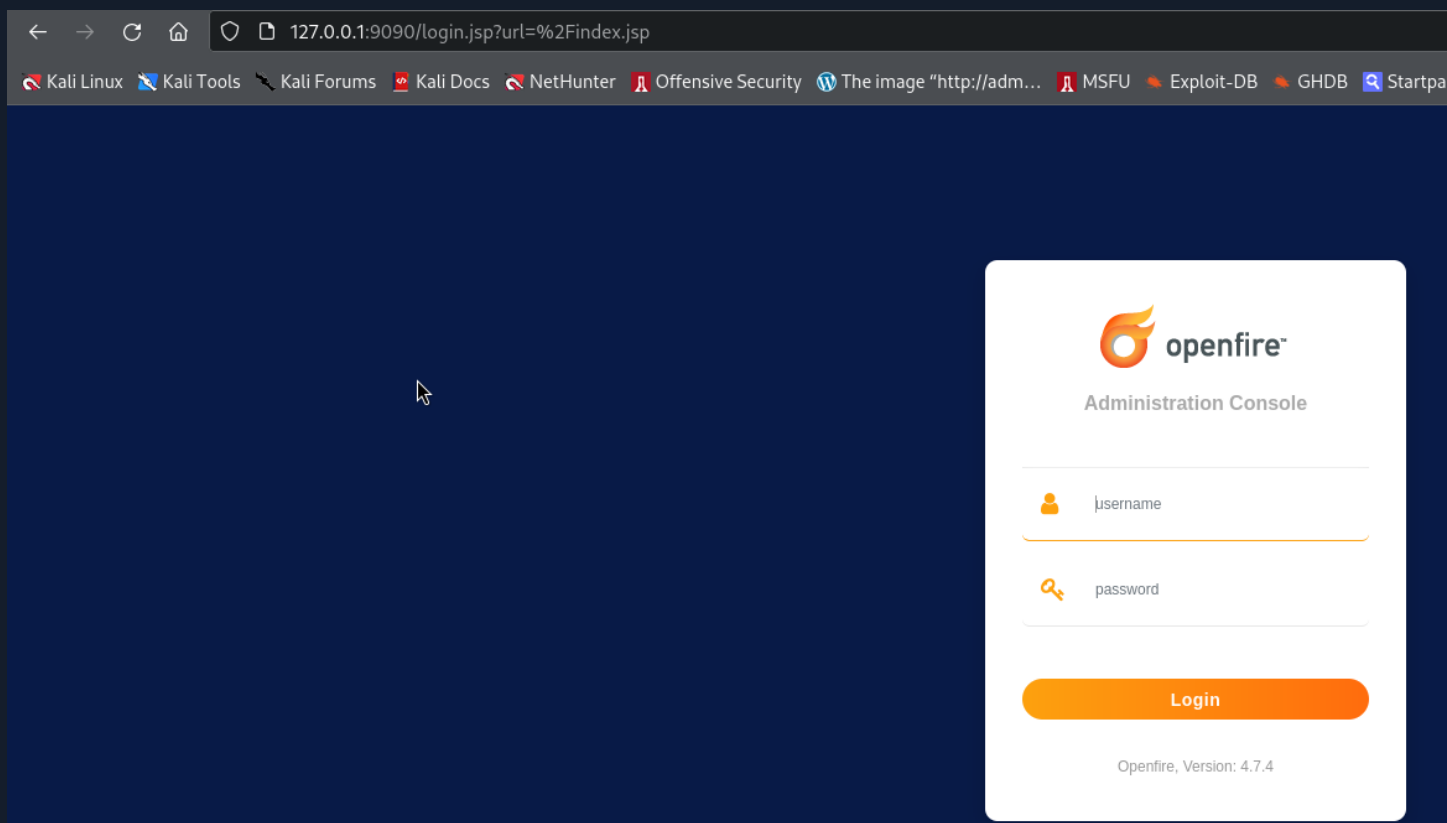 127.0.0.1:9090/login.jsp?url=%2Findex.jsp
Kali Linux Kali Tools Kali Forums Kali Docs NetHunter Offensive Security The image “http://adm... MSFU Exploit-DB GHDB Startpa
openfire™
Administration Console
username
password
Login
Openfire, Version: 4.7.4